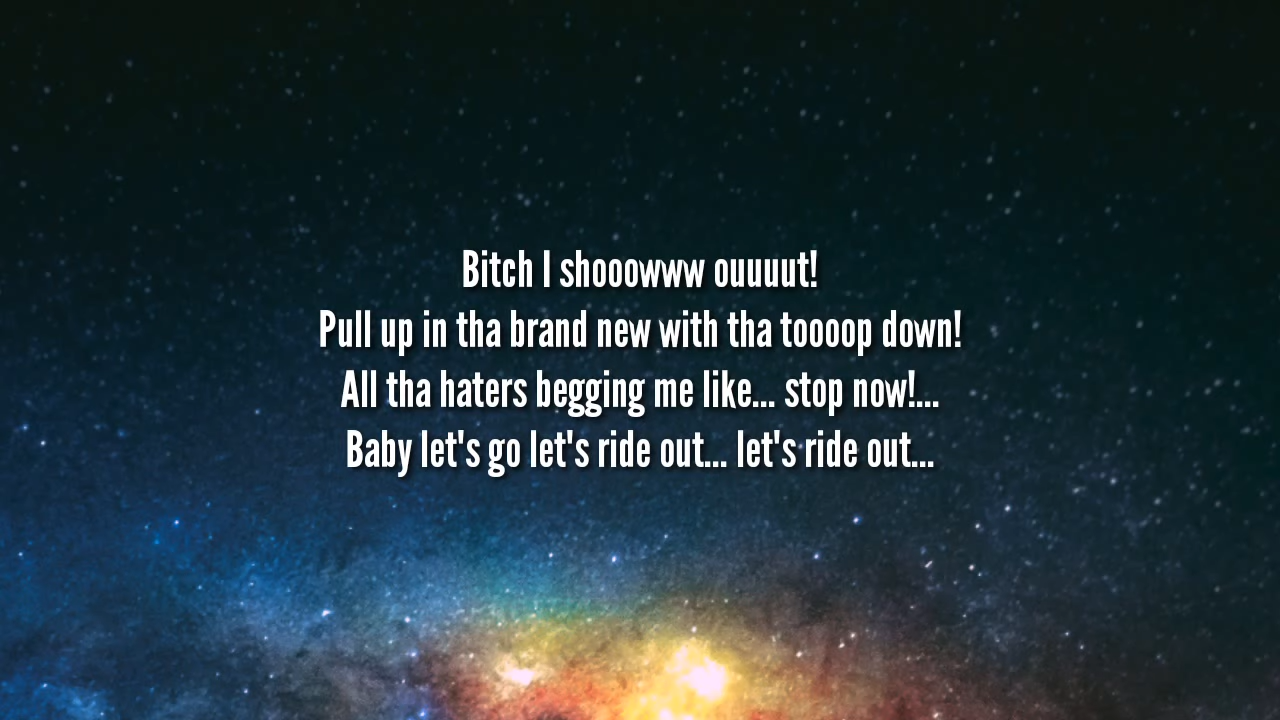 Bitch I shooowww ouuuut!
Pull up in tha brand new with tha toooop down!
All tha haters begging me like... stop now!...
Baby let's go let's ride out... let's ride out...